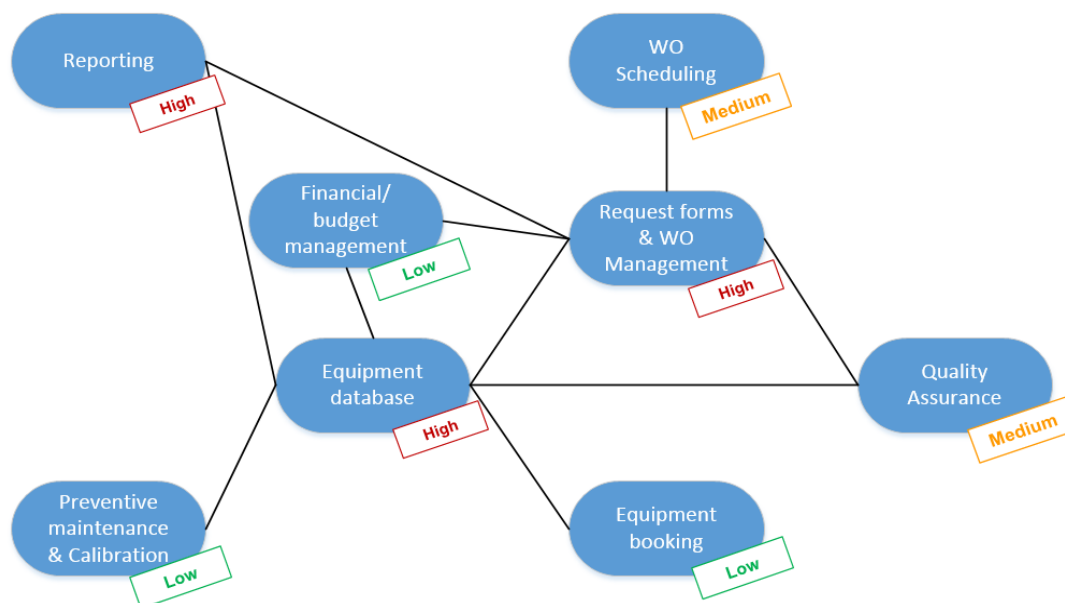 Reporting
High
WO
Scheduling
Medium
Financial/
budget
management
Low
Request forms
& WO
Management
High
Equipment
database
High
Quality
Assurance
Medium
Preventive
maintenance
& Calibration
Low
Equipment
booking
Low